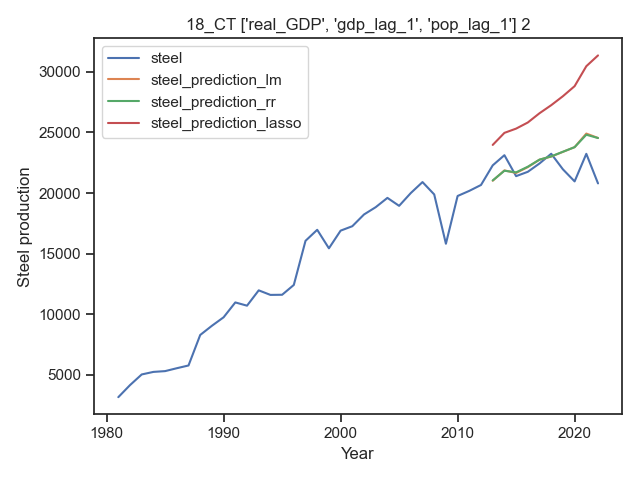 18_CT ['real_GDP', 'gdp_lag_1', 'pop_lag_1'] 2
steel
steel_prediction_lm
steel_prediction_rr
steel_prediction_lasso
Steel production
30000
25000
20000
15000
10000
5000
1980
1990
2000
2010
2020
Year